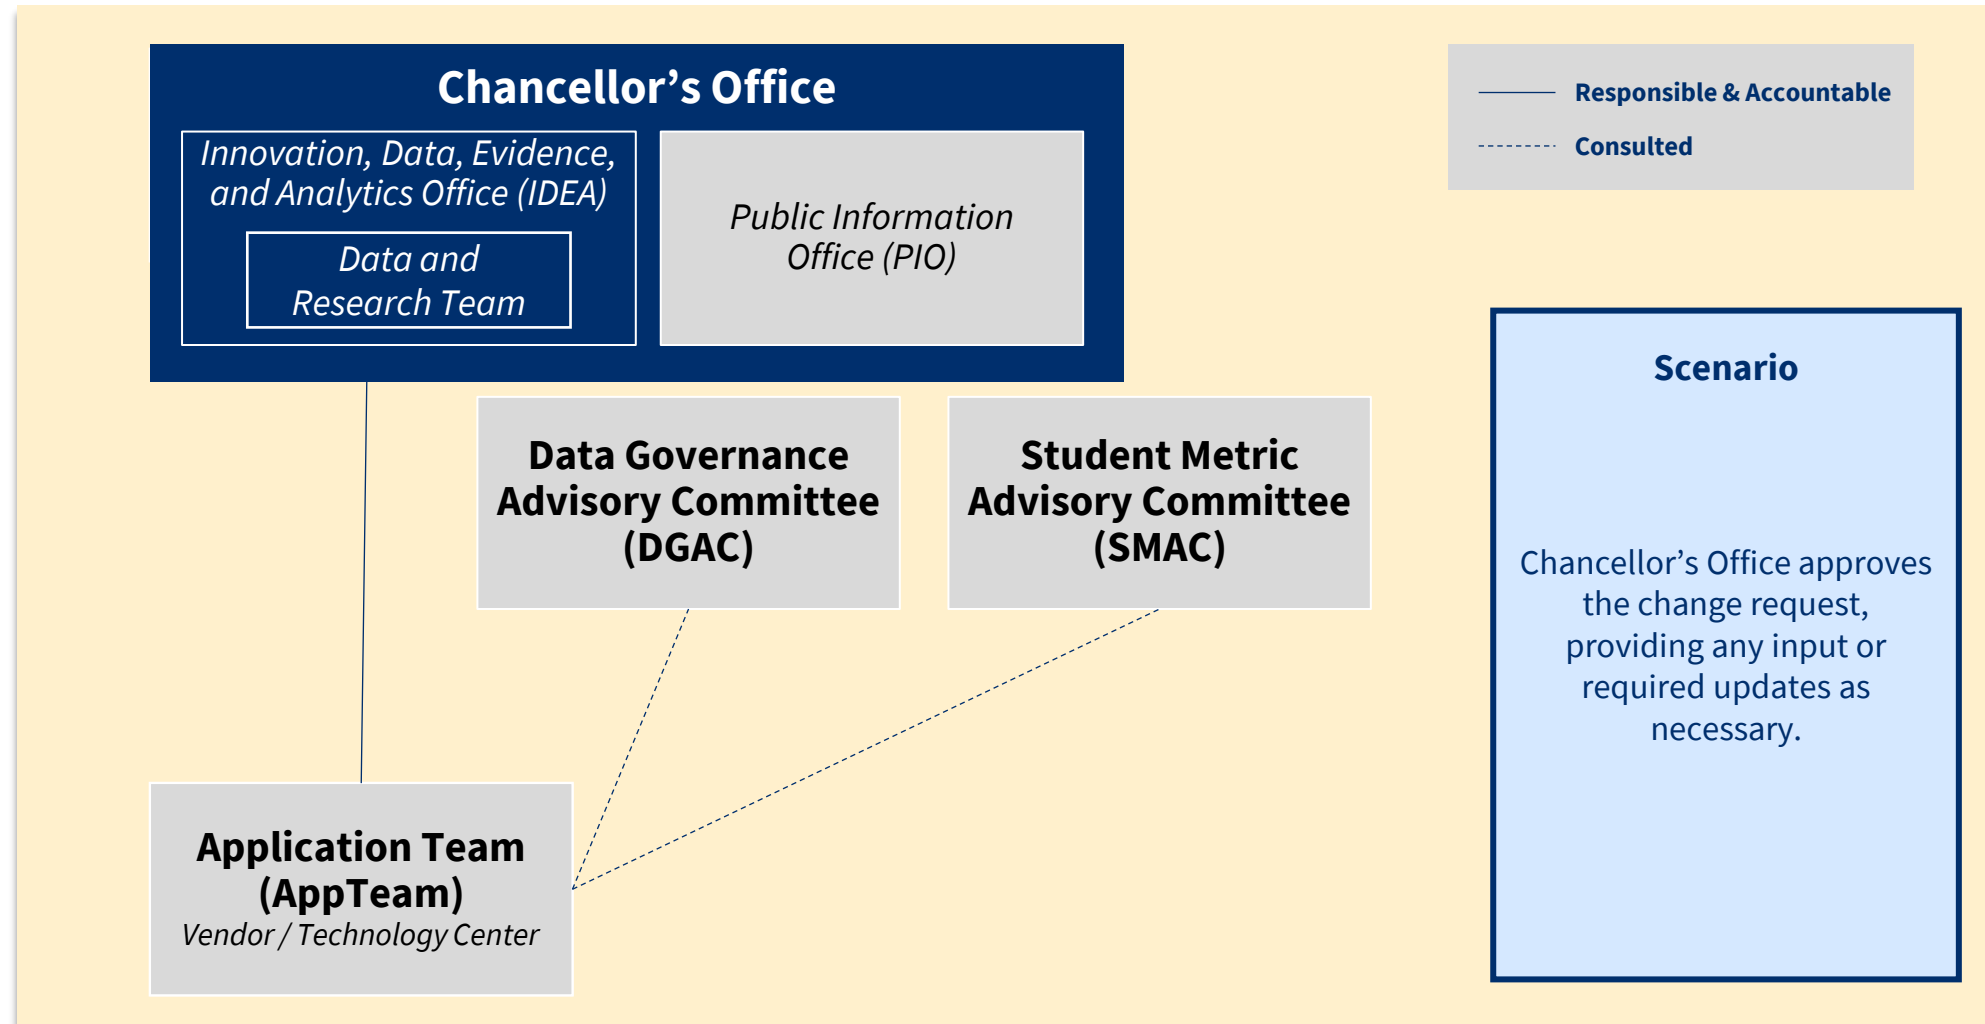 Chancellor’s Office
Innovation, Data, Evidence,
and Analytics Office (IDEA)
Data and
Research Team
Public Information
Office (PIO)
Responsible & Accountable
Consulted
Data Governance
Advisory Committee
(DGAC)
Student Metric
Advisory Committee
(SMAC)
Application Team
(AppTeam)
Vendor / Technology Center
Scenario
Chancellor’s Office approves
the change request,
providing any input or
required updates as
necessary.